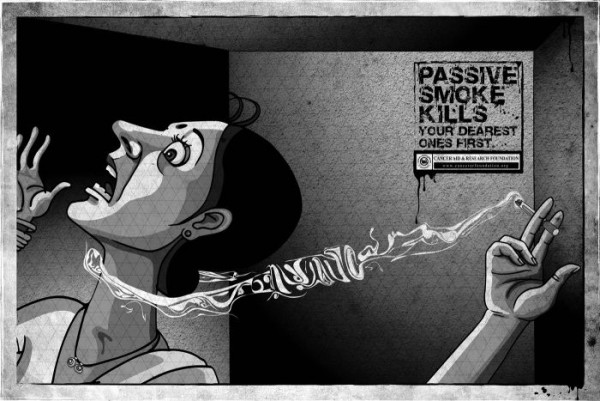 PASSIVE
SMOKE
KILLS
YOUR DEAREST
ONES FIRST.
CANCER AID & RESEARCH FOUNDATION